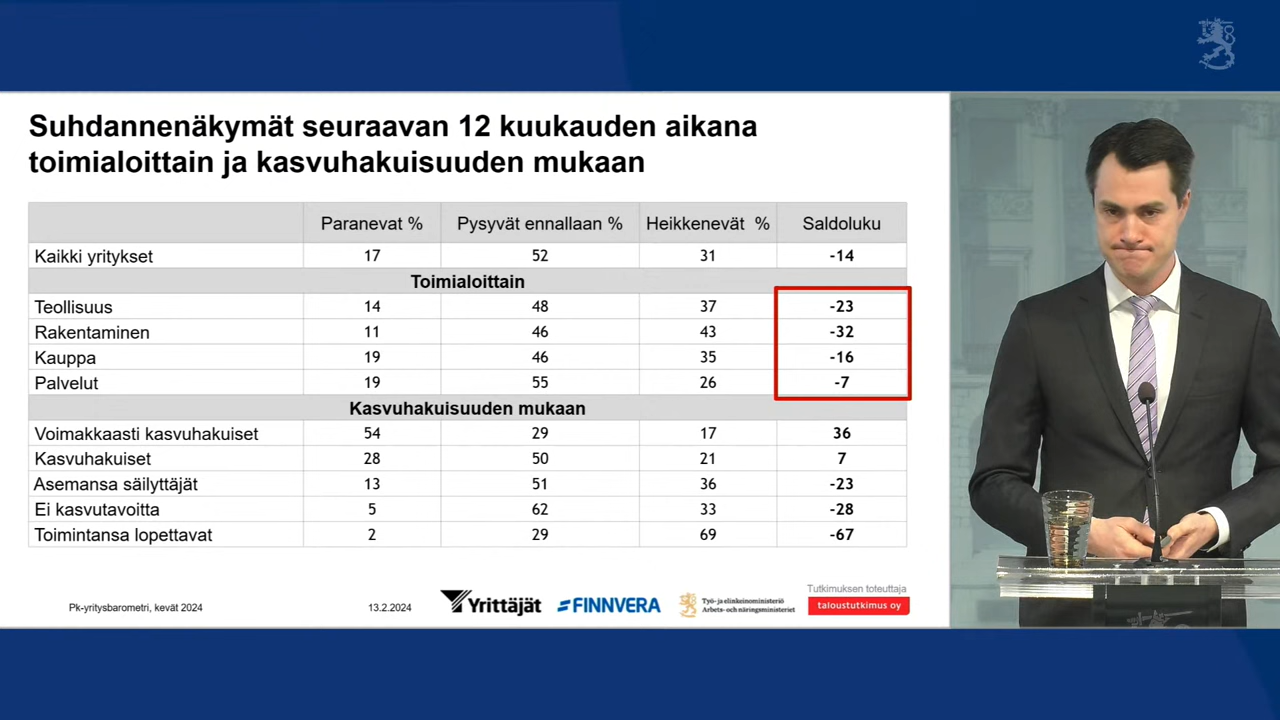 Suhdannenäkymät seuraavan 12 kuukauden aikana
toimialoittain ja kasvuhakuisuuden mukaan
Paranevat % Pysyvät ennallaan % Heikkenevät % Saldoluku
Kaikki yritykset 17 52 31 -14
Toimialoittain
Teollisuus 14 48 37 -23
Rakentaminen 11 46 43 -32
Kauppa 19 46 35 -16
Palvelut 19 55 26 -7
Kasvuhakuisuuden mukaan
Voimakkaasti kasvuhakuiset 54 29 17 36
Kasvuhakuiset 28 50 21 7
Asemansa säilyttäjät 13 51 36 -23
Ei kasvutavoitta 5 62 33 -28
Toimintansa lopettavat 2 29 69 -67
Pk-yritysbarometri, kevät 2024
13.2.2024
Yrittäjät
FINNVERA
Työ- ja elinkeinoministeriö
Arbets- och näringsministeriet
Tutkimuksen toteuttaja
taloustutkimus oy